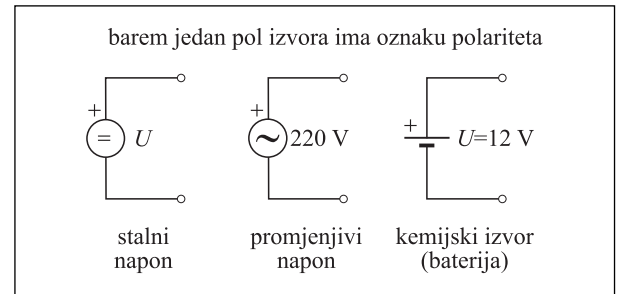 barem jedan pol izvora ima oznaku polariteta
+ = U
+ ~ 220 V
+ U=12 V
stalni napon
promjenjivi napon
kemijski izvor (baterija)